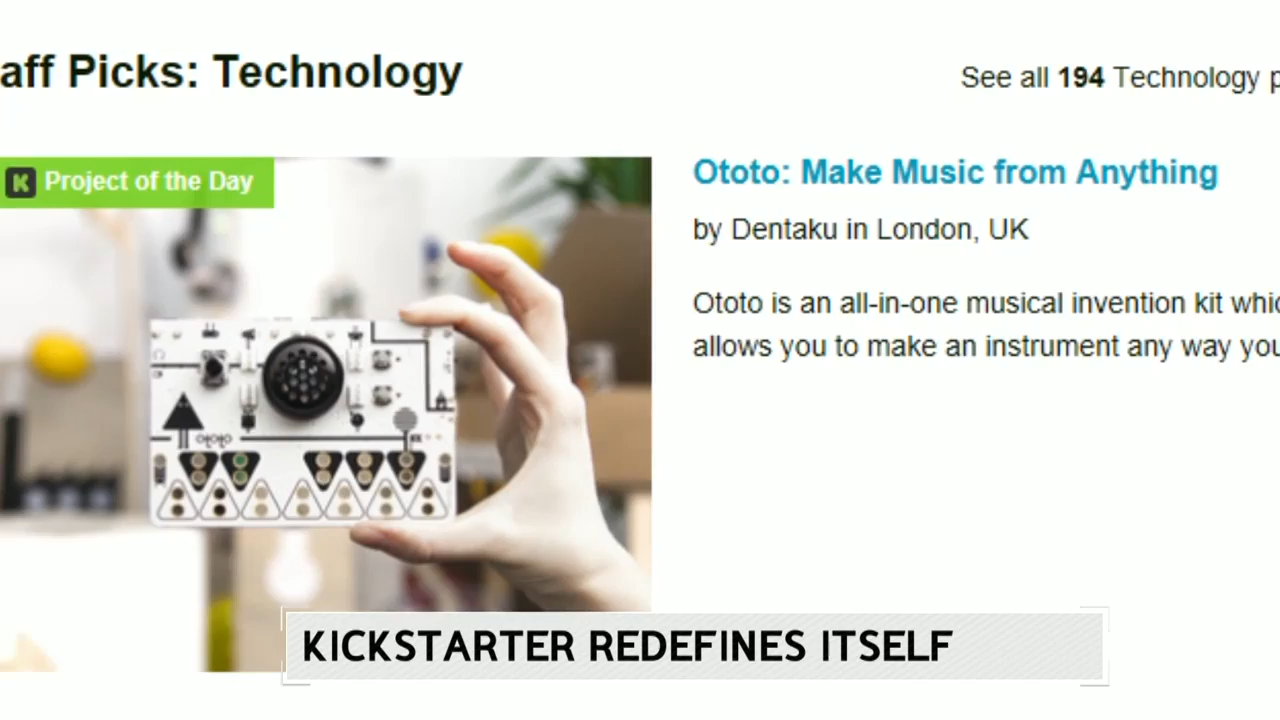 aff Picks: Technology
See all 194 Technology p
K Project of the Day
Ototo: Make Music from Anything
by Dentaku in London, UK
Ototo is an all-in-one musical invention kit whic
allows you to make an instrument any way you
ototo
KICKSTARTER REDEFINES ITSELF